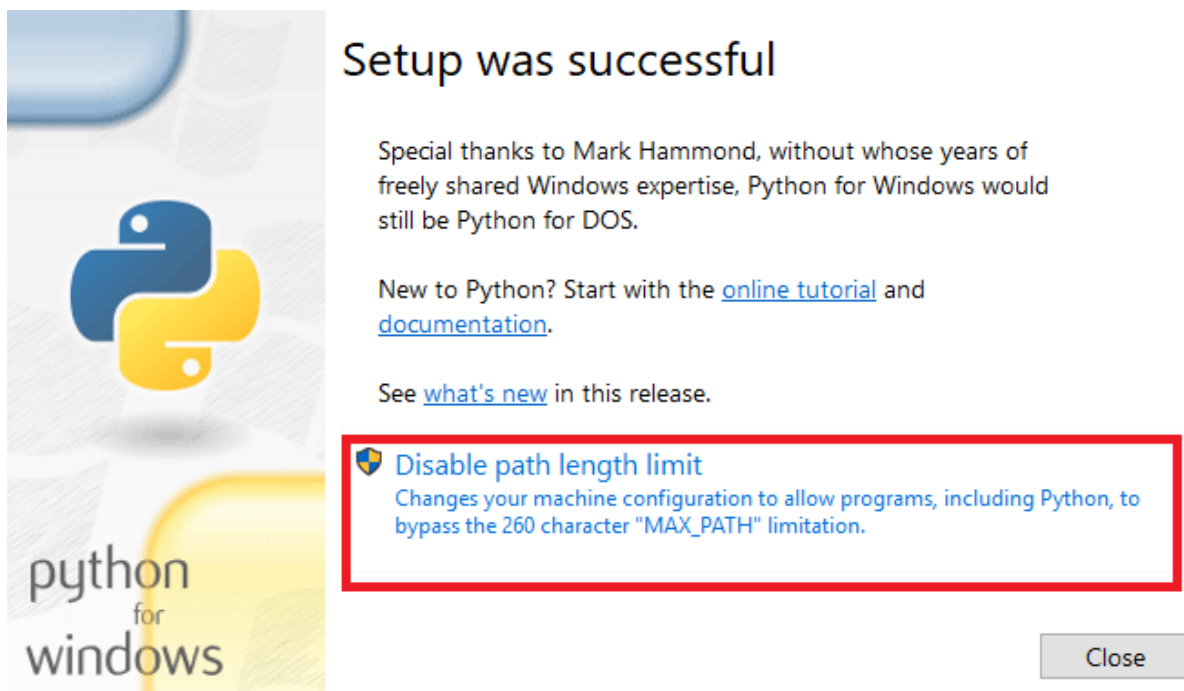 Setup was successful
Special thanks to Mark Hammond, without whose years of
freely shared Windows expertise, Python for Windows would
still be Python for DOS.
New to Python? Start with the online tutorial and
documentation.
See what's new in this release.
Disable path length limit
Changes your machine configuration to allow programs, including Python, to
bypass the 260 character "MAX_PATH" limitation.
python
for
windows
Close